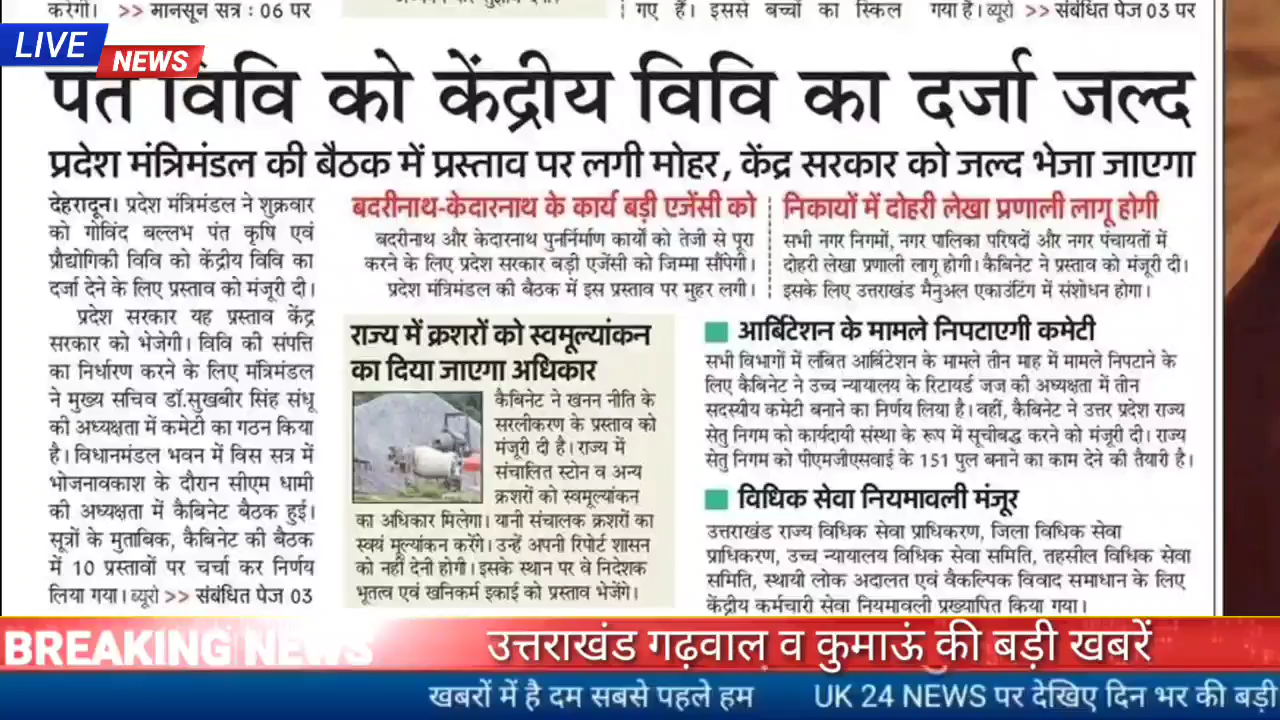 करेगी। >> मानसून सत्र : 06 पर
गए हैं। इससे बच्चों का स्किल
गया है। ब्यूरो >> संबंधित पेज 03 पर
LIVE
NEWS
पंत विवि को केंद्रीय विवि का दर्जा जल्द
प्रदेश मंत्रिमंडल की बैठक में प्रस्ताव पर लगी मोहर, केंद्र सरकार को जल्द भेजा जाएगा
देहरादून। प्रदेश मंत्रिमंडल ने शुक्रवार
को गोविंद बल्लभ पंत कृषि एवं
प्रौद्योगिकी विवि को केंद्रीय विवि का
दर्जा देने के लिए प्रस्ताव को मंजूरी दी।
प्रदेश सरकार यह प्रस्ताव केंद्र
सरकार को भेजेगी। विवि की संपत्ति
का निर्धारण करने के लिए मंत्रिमंडल
ने मुख्य सचिव डॉ.सुखबीर सिंह संधू
की अध्यक्षता में कमेटी का गठन किया
है। विधानमंडल भवन में विस सत्र में
भोजनावकाश के दौरान सीएम धामी
की अध्यक्षता में कैबिनेट बैठक हुई।
सूत्रों के मुताबिक, कैबिनेट की बैठक
में 10 प्रस्तावों पर चर्चा कर निर्णय
लिया गया। ब्यूरो >> संबंधित पेज 03
बदरीनाथ-केदारनाथ के कार्य बड़ी एजेंसी को
बदरीनाथ और केदारनाथ पुनर्निर्माण कार्यों को तेजी से पूरा
करने के लिए प्रदेश सरकार बड़ी एजेंसी को जिम्मा सौंपेगी।
प्रदेश मंत्रिमंडल की बैठक में इस प्रस्ताव पर मुहर लगी।
निकायों में दोहरी लेखा प्रणाली लागू होगी
सभी नगर निगमों, नगर पालिका परिषदों और नगर पंचायतों में
दोहरी लेखा प्रणाली लागू होगी। कैबिनेट ने प्रस्ताव को मंजूरी दी।
इसके लिए उत्तराखंड मैनुअल एकाउंटिंग में संशोधन होगा।
राज्य में क्रशरों को स्वमूल्यांकन
का दिया जाएगा अधिकार
कैबिनेट ने खनन नीति के
सरलीकरण के प्रस्ताव को
मंजूरी दी है। राज्य में
संचालित स्टोन व अन्य
क्रशरों को स्वमूल्यांकन
का अधिकार मिलेगा। यानी संचालक क्रशरों का
स्वयं मूल्यांकन करेंगे। उन्हें अपनी रिपोर्ट शासन
को नहीं देनी होगी। इसके स्थान पर वे निदेशक
भूतत्व एवं खनिकर्म इकाई को प्रस्ताव भेजेंगे।
आर्बिटेशन के मामले निपटाएगी कमेटी
सभी विभागों में लंबित आर्बिटेशन के मामले तीन माह में मामले निपटाने के
लिए कैबिनेट ने उच्च न्यायालय के रिटायर्ड जज की अध्यक्षता में तीन
सदस्यीय कमेटी बनाने का निर्णय लिया है। वहीं, कैबिनेट ने उत्तर प्रदेश राज्य
सेतु निगम को कार्यदायी संस्था के रूप में सूचीबद्ध करने को मंजूरी दी। राज्य
सेतु निगम को पीएमजीएसवाई के 151 पुल बनाने का काम देने की तैयारी है।
विधिक सेवा नियमावली मंजूर
उत्तराखंड राज्य विधिक सेवा प्राधिकरण, जिला विधिक सेवा
प्राधिकरण, उच्च न्यायालय विधिक सेवा समिति, तहसील विधिक सेवा
समिति, स्थायी लोक अदालत एवं वैकल्पिक विवाद समाधान के लिए
केंद्रीय कर्मचारी सेवा नियमावली प्रख्यापित किया गया।
BREAKING NEWS
उत्तराखंड गढ़वाल व कुमाऊं की बड़ी खबरें
खबरों में है दम सबसे पहले हम
UK 24 NEWS पर देखिए दिन भर की बड़ी